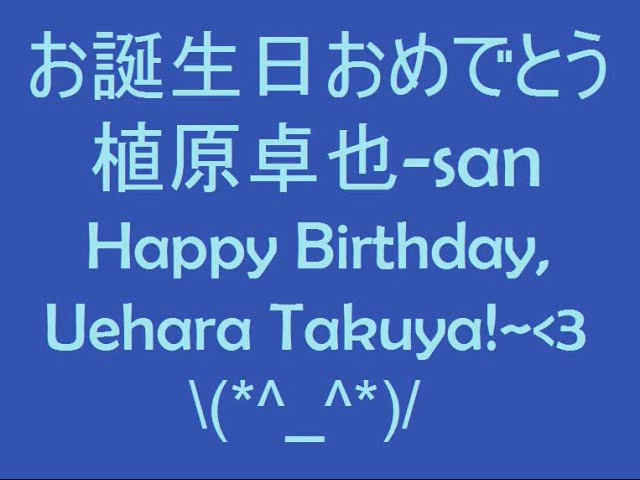 お誕生日おめでとう
植原卓也-san
Happy Birthday,
Uehara Takuya!~<3
\(*^_^*)/